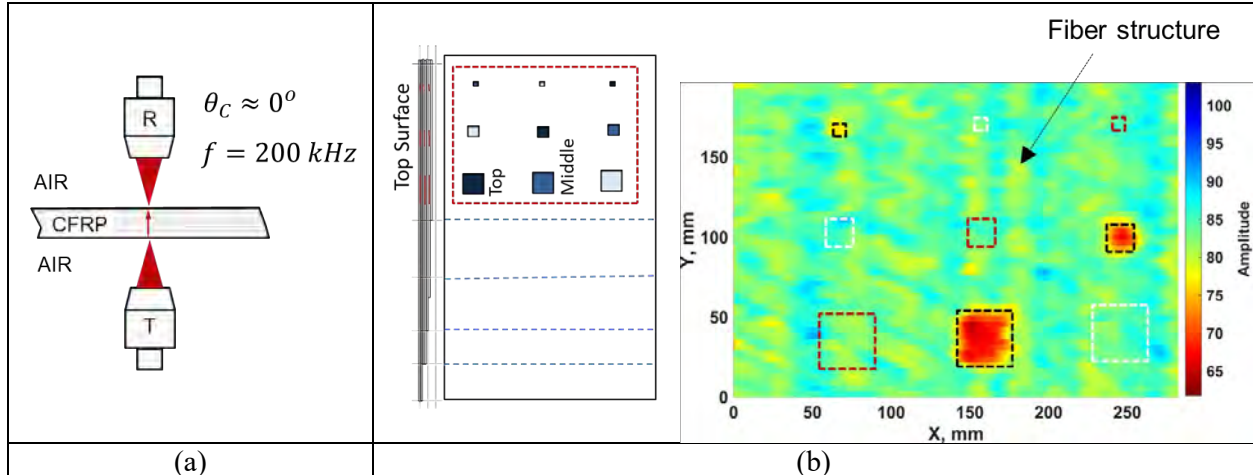 R
θ_C ≈ 0°
f = 200 kHz
AIR
CFRP
AIR
T
(a)
Top Surface
Top
Middle
Fiber structure
Y, mm
150
100
50
0
0
50
100
150
200
250
X, mm
100
95
90
85
80
75
70
65
Amplitude
(b)